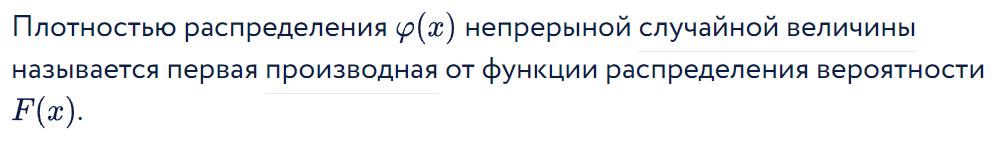 Плотностью распределения φ(x) непрерыной случайной величины
называется первая производная от функции распределения вероятности
F(x).